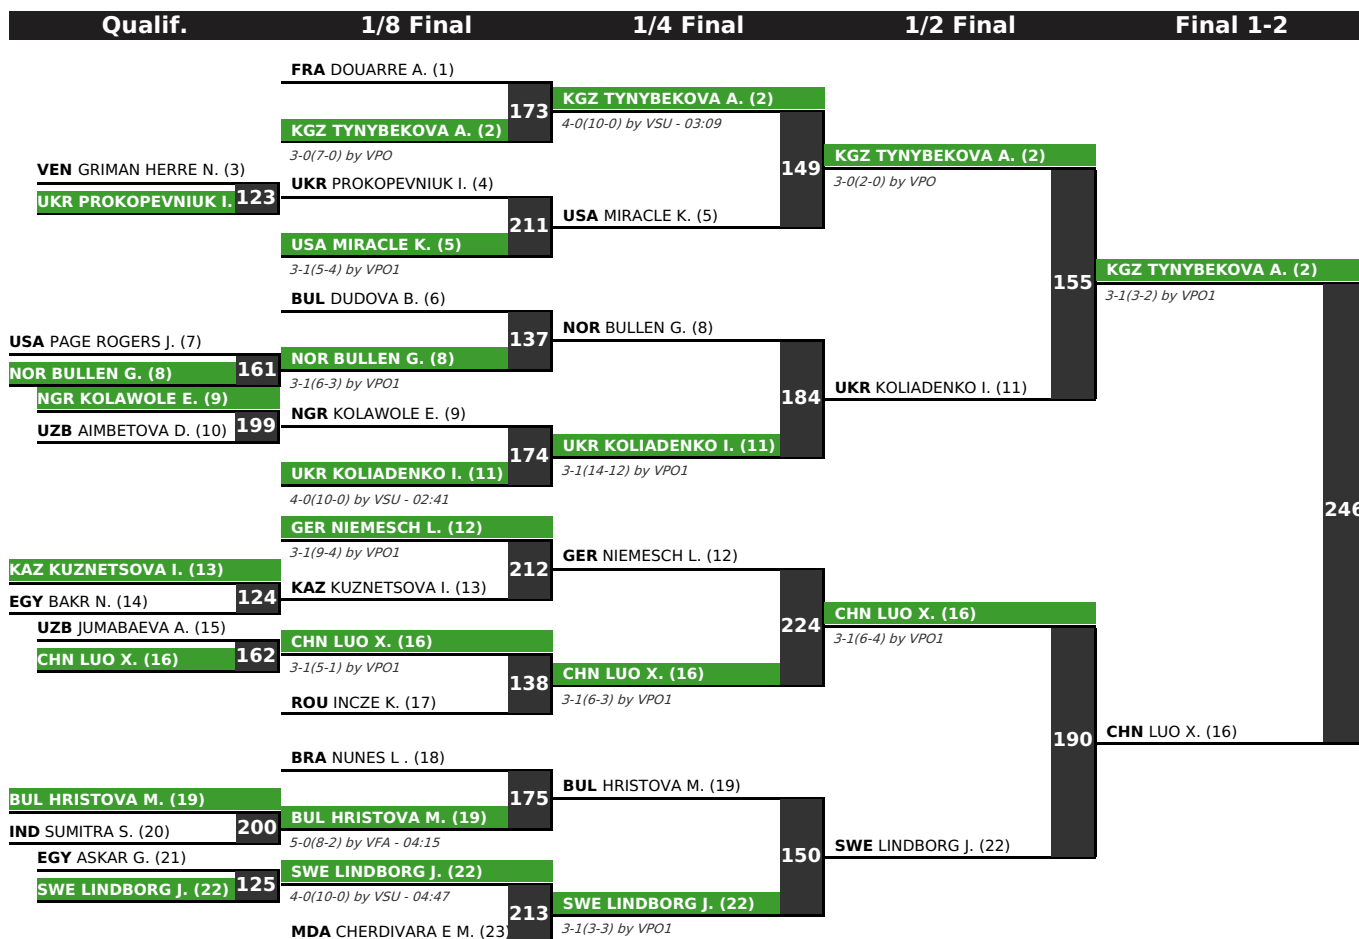 Qualif. 1/8 Final 1/4 Final 1/2 Final Final 1-2
FRA DOUARRE A. (1)
173
KGZ TYNYBEKOVA A. (2)
3-0(7-0) by VPO
VEN GRIMAN HERRE N. (3)
123
UKR PROKOPEVNIUK I.
UKR PROKOPEVNIUK I. (4)
211
USA MIRACLE K. (5)
3-1(5-4) by VPO1
BUL DUDOVA B. (6)
137
USA PAGE ROGERS J. (7)
161
NOR BULLEN G. (8)
NOR BULLEN G. (8)
3-1(6-3) by VPO1
NGR KOLAWOLE E. (9)
199
UZB AIMBETOVA D. (10)
NGR KOLAWOLE E. (9)
174
UKR KOLIADENKO I. (11)
4-0(10-0) by VSU - 02:41
GER NIEMESCH L. (12)
3-1(9-4) by VPO1
212
KAZ KUZNETSOVA I. (13)
KAZ KUZNETSOVA I. (13)
124
EGY BAKR N. (14)
UZB JUMABAEVA A. (15)
162
CHN LUO X. (16)
CHN LUO X. (16)
3-1(5-1) by VPO1
138
ROU INCZE K. (17)
BRA NUNES L . (18)
175
BUL HRISTOVA M. (19)
200
IND SUMITRA S. (20)
BUL HRISTOVA M. (19)
5-0(8-2) by VFA - 04:15
EGY ASKAR G. (21)
125
SWE LINDBORG J. (22)
SWE LINDBORG J. (22)
4-0(10-0) by VSU - 04:47
213
MDA CHERDIVARA E M. (23)
KGZ TYNYBEKOVA A. (2)
4-0(10-0) by VSU - 03:09
149
USA MIRACLE K. (5)
NOR BULLEN G. (8)
184
UKR KOLIADENKO I. (11)
3-1(14-12) by VPO1
GER NIEMESCH L. (12)
224
CHN LUO X. (16)
3-1(6-3) by VPO1
BUL HRISTOVA M. (19)
150
SWE LINDBORG J. (22)
3-1(3-3) by VPO1
KGZ TYNYBEKOVA A. (2)
3-0(2-0) by VPO
155
UKR KOLIADENKO I. (11)
CHN LUO X. (16)
3-1(6-4) by VPO1
190
SWE LINDBORG J. (22)
KGZ TYNYBEKOVA A. (2)
3-1(3-2) by VPO1
246
CHN LUO X. (16)